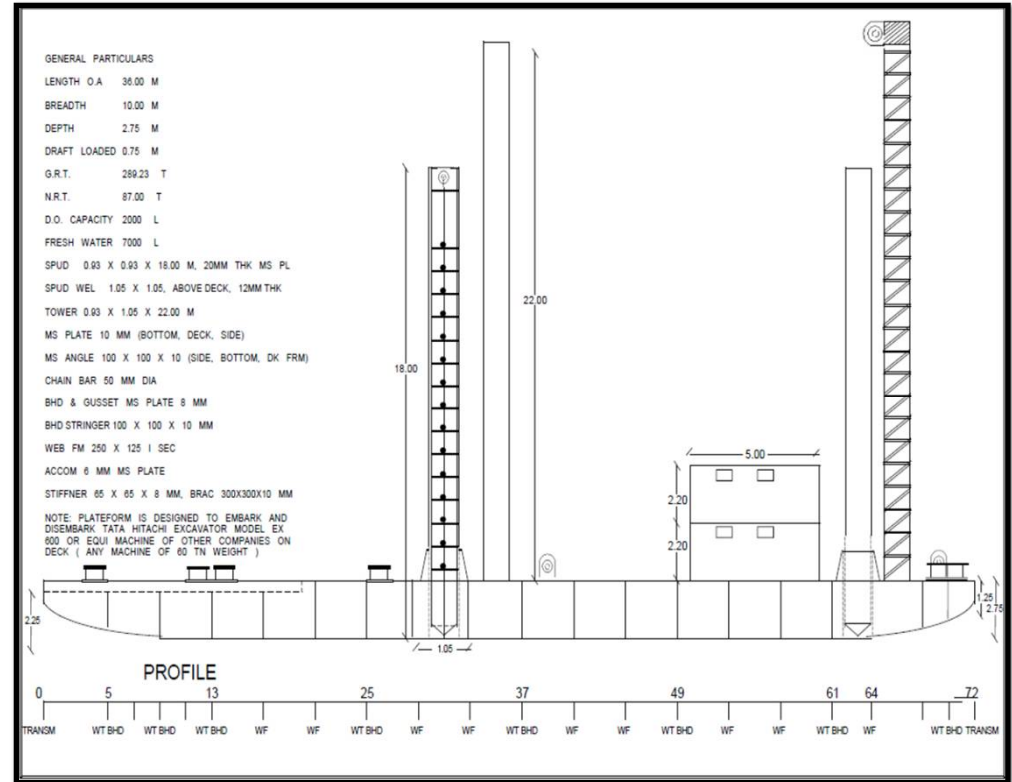 GENERAL PARTICULARS
LENGTH O.A 36.00 M
BREADTH 10.00 M
DEPTH 2.75 M
DRAFT LOADED 0.75 M
G.R.T. 289.23 T
N.R.T. 87.00 T
D.O. CAPACITY 2000 L
FRESH WATER 7000 L
SPUD 0.93 X 0.93 X 18.00 M, 20MM THK MS PL
SPUD WEL 1.05 X 1.05, ABOVE DECK, 12MM THK
TOWER 0.93 X 1.05 X 22.00 M
MS PLATE 10 MM (BOTTOM, DECK, SIDE)
MS ANGLE 100 X 100 X 10 (SIDE, BOTTOM, DK FRM)
CHAIN BAR 50 MM DIA
BHD & GUSSET MS PLATE 8 MM
BHD STRINGER 100 X 100 X 10 MM
WEB FM 250 X 125 I SEC
ACCOM 6 MM MS PLATE
STIFFNER 65 X 65 X 8 MM, BRAC 300X300X10 MM
NOTE: PLATEFORM IS DESIGNED TO EMBARK AND
DISEMBARK TATA HITACHI EXCAVATOR MODEL EX
600 OR EQUI MACHINE OF OTHER COMPANIES ON
DECK ( ANY MACHINE OF 60 TN WEIGHT )
18.00
22.00
5.00
2.20
2.20
2.25
1.25
2.75
1.05
PROFILE
0 5 13 25 37 49 61 64 72
TRANSM WT BHD WT BHD WT BHD WF WF WT BHD WF WF WT BHD WF WF WT BHD WF WF WT BHD WF WT BHD TRANSM